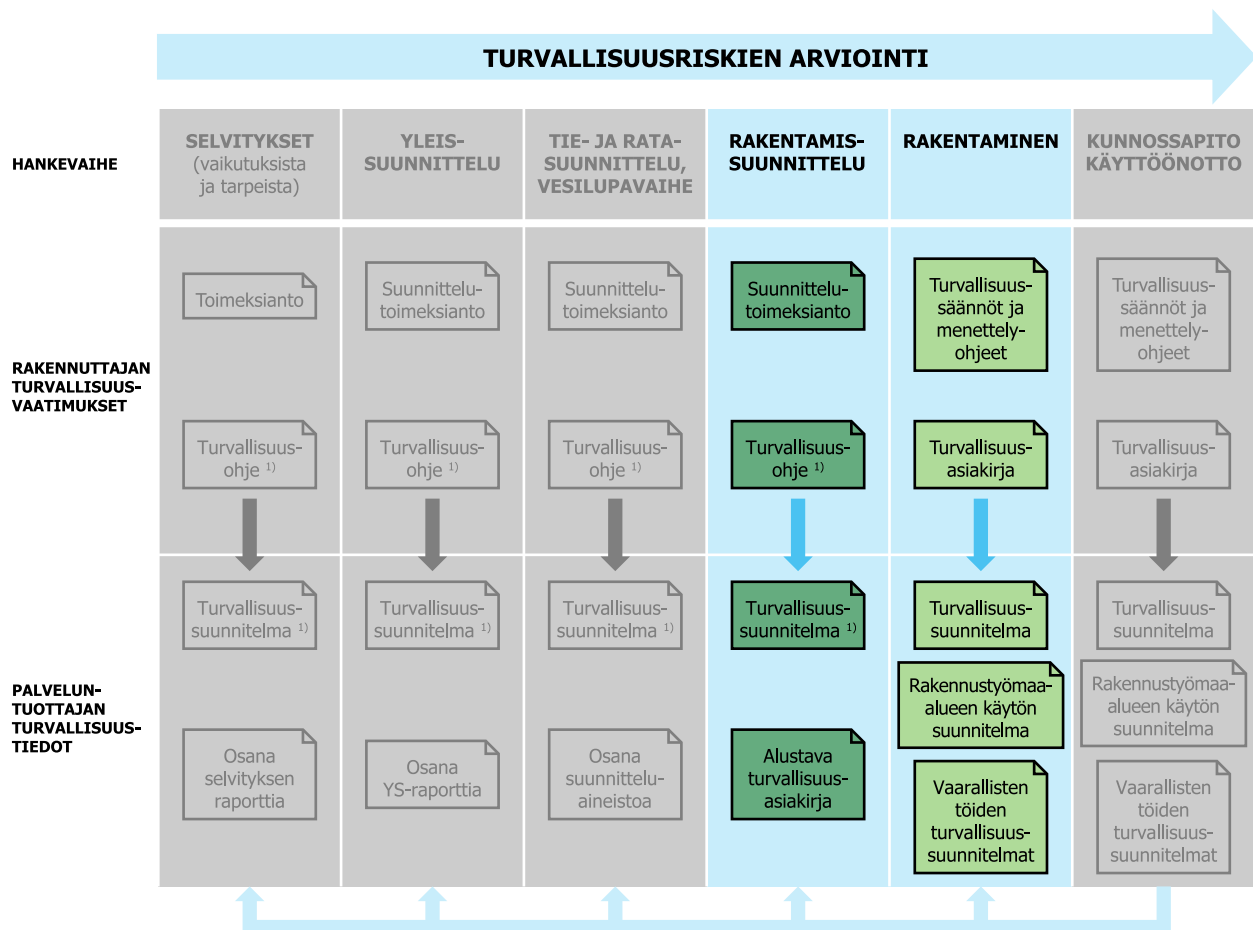 TURVALLISUUSRISKIEN ARVIOINTI
HANKEVAIHE
SELVITYKSET
(vaikutuksista
ja tarpeista)
YLEIS-
SUUNNITTELU
TIE- JA RATA-
SUUNNITTELU,
VESILUPAVAIHE
RAKENTAMIS-
SUUNNITTELU
RAKENTAMINEN
KUNNOSSAPITO
KÄYTTÖÖNOTTO
RAKENNUTTAJAN
TURVALLISUUS-
VAATIMUKSET
Toimeksianto
Suunnittelu-
toimeksianto
Suunnittelu-
toimeksianto
Suunnittelu-
toimeksianto
Turvallisuus-
säännöt ja
menettely-
ohjeet
Turvallisuus-
säännöt ja
menettely-
ohjeet
Turvallisuus-
ohje 1)
Turvallisuus-
ohje 1)
Turvallisuus-
ohje 1)
Turvallisuus-
ohje 1)
Turvallisuus-
asiakirja
Turvallisuus-
asiakirja
PALVELUN-
TUOTTAJAN
TURVALLISUUS-
TIEDOT
Turvallisuus-
suunnitelma 1)
Turvallisuus-
suunnitelma 1)
Turvallisuus-
suunnitelma 1)
Turvallisuus-
suunnitelma 1)
Turvallisuus-
suunnitelma
Turvallisuus-
suunnitelma
Rakennustyömaa-
alueen käytön
suunnitelma
Rakennustyömaa-
alueen käytön
suunnitelma
Osana
selvityksen
raporttia
Osana
YS-raporttia
Osana
suunnittelu-
aineistoa
Alustava
turvallisuus-
asiakirja
Vaarallisten
töiden
turvallisuus-
suunnitelmat
Vaarallisten
töiden
turvallisuus-
suunnitelmat